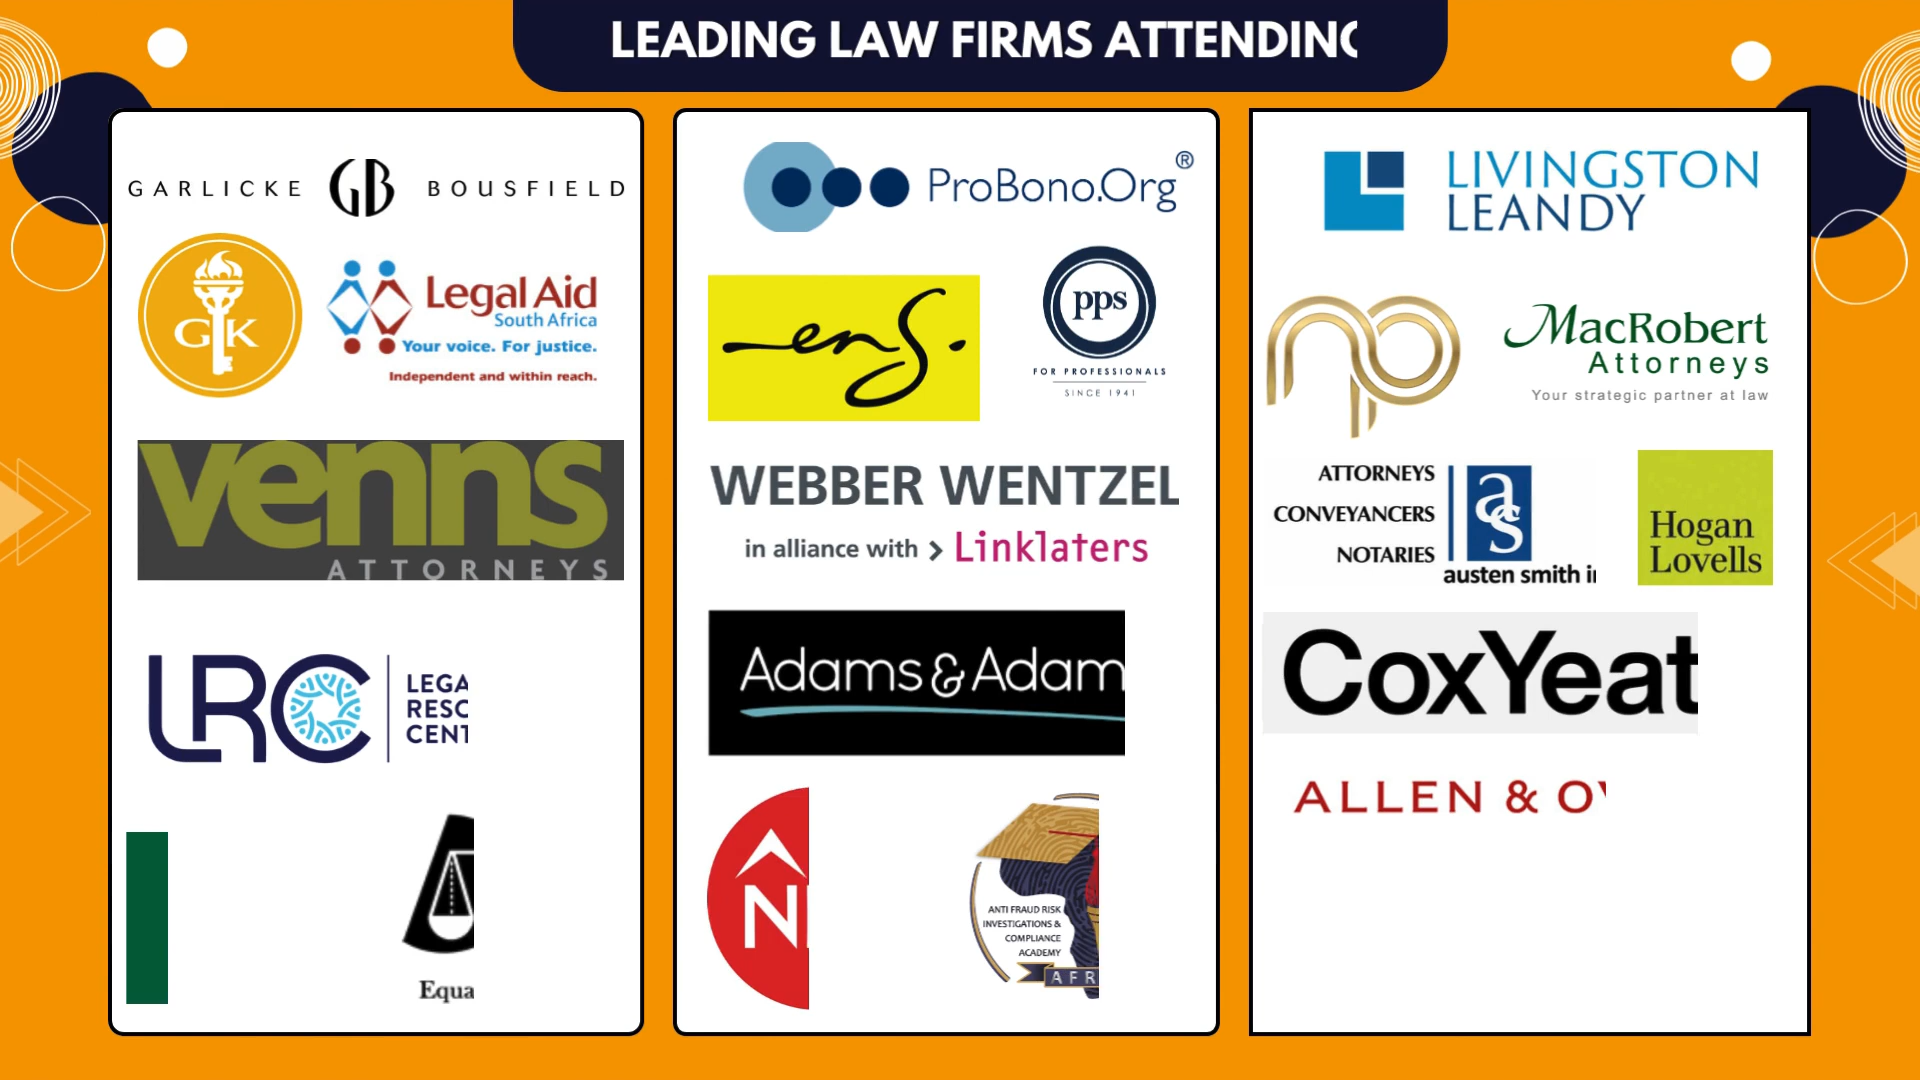 LEADING LAW FIRMS ATTENDING
GARLICKE GB BOUSFIELD
GK
Legal Aid
South Africa
Your voice. For justice.
Independent and within reach.
venns
ATTORNEYS
LRC
LEGA
RESC
CENT
Equa
ProBono.Org®
ens.
pps
FOR PROFESSIONALS
SINCE 1941
WEBBER WENTZEL
in alliance with > Linklaters
Adams & Adam
N
ANTI FRAUD RISK
INVESTIGATIONS &
COMPLIANCE
ACADEMY
AFR
LIVINGSTON
LEANDY
np
MacRobert
Attorneys
Your strategic partner at law
ATTORNEYS
CONVEYANCERS
NOTARIES
as
austen smith i
Hogan
Lovells
CoxYeat
ALLEN & O